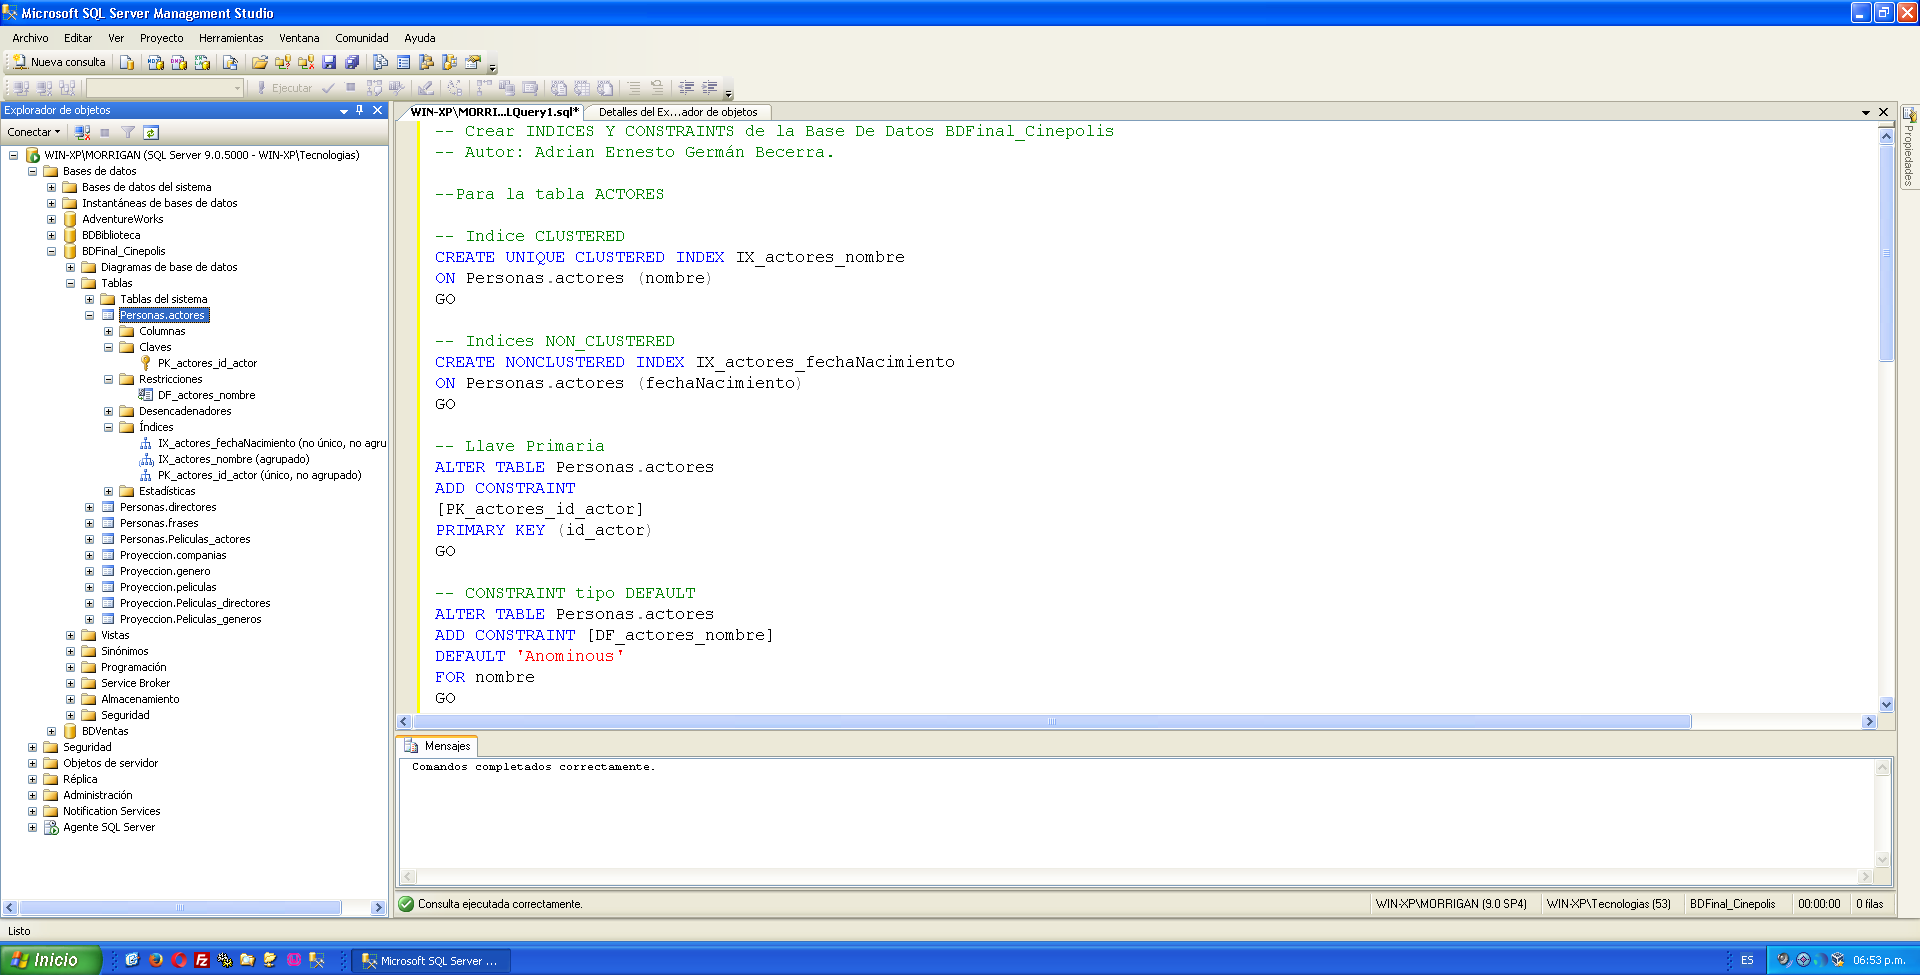 Microsoft SQL Server Management Studio
Archivo Editar Ver Proyecto Herramientas Ventana Comunidad Ayuda
Nueva consulta
Ejecutar
Explorador de objetos
Conectar
WIN-XP\MORRIGAN (SQL Server 9.0.5000 - WIN-XP\Tecnologias)
Bases de datos
Bases de datos del sistema
Instantáneas de bases de datos
AdventureWorks
BDBiblioteca
BDFinal_Cinepolis
Diagramas de base de datos
Tablas
Tablas del sistema
Personas.actores
Columnas
Claves
PK_actores_id_actor
Restricciones
DF_actores_nombre
Desencadenadores
Índices
IX_actores_fechaNacimiento (no único, no agru
IX_actores_nombre (agrupado)
PK_actores_id_actor (único, no agrupado)
Estadísticas
Personas.directores
Personas.frases
Personas.Peliculas_actores
Proyeccion.companias
Proyeccion.genero
Proyeccion.peliculas
Proyeccion.Peliculas_directores
Proyeccion.Peliculas_generos
Vistas
Sinónimos
Programación
Service Broker
Almacenamiento
Seguridad
BDVentas
Seguridad
Objetos de servidor
Réplica
Administración
Notification Services
Agente SQL Server
WIN-XP\MORRI...LQuery1.sql* Detalles del Ex...ador de objetos
-- Crear INDICES Y CONSTRAINTS de la Base De Datos BDFinal_Cinepolis
-- Autor: Adrian Ernesto Germán Becerra.
--Para la tabla ACTORES
-- Indice CLUSTERED
CREATE UNIQUE CLUSTERED INDEX IX_actores_nombre
ON Personas.actores (nombre)
GO
-- Indices NON_CLUSTERED
CREATE NONCLUSTERED INDEX IX_actores_fechaNacimiento
ON Personas.actores (fechaNacimiento)
GO
-- Llave Primaria
ALTER TABLE Personas.actores
ADD CONSTRAINT
[PK_actores_id_actor]
PRIMARY KEY (id_actor)
GO
-- CONSTRAINT tipo DEFAULT
ALTER TABLE Personas.actores
ADD CONSTRAINT [DF_actores_nombre]
DEFAULT 'Anominous'
FOR nombre
GO
Propiedades
Mensajes
Comandos completados correctamente.
Consulta ejecutada correctamente. WIN-XP\MORRIGAN (9.0 SP4) WIN-XP\Tecnologias (53) BDFinal_Cinepolis 00:00:00 0 filas
Listo
Inicio Microsoft SQL Server ... ES 06:53 p.m.